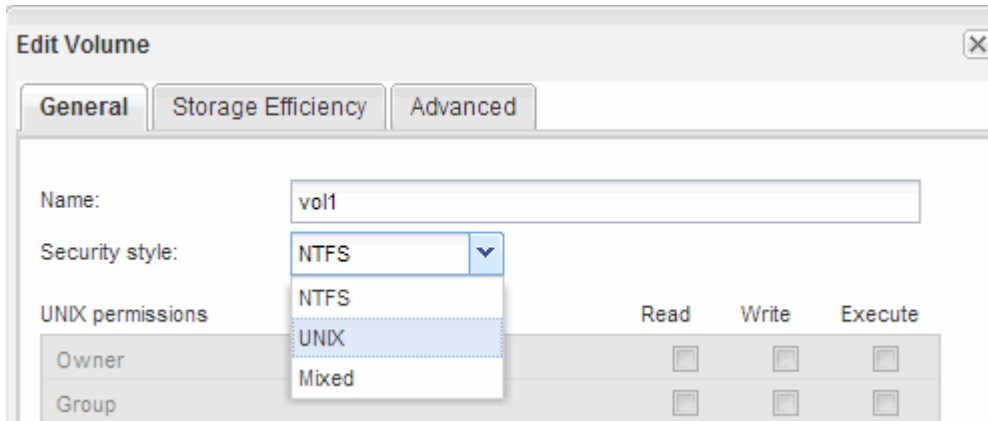 Edit Volume
General Storage Efficiency Advanced
Name: vol1
Security style: NTFS
NTFS
UNIX permissions Read Write Execute
UNIX
Owner
Mixed
Group